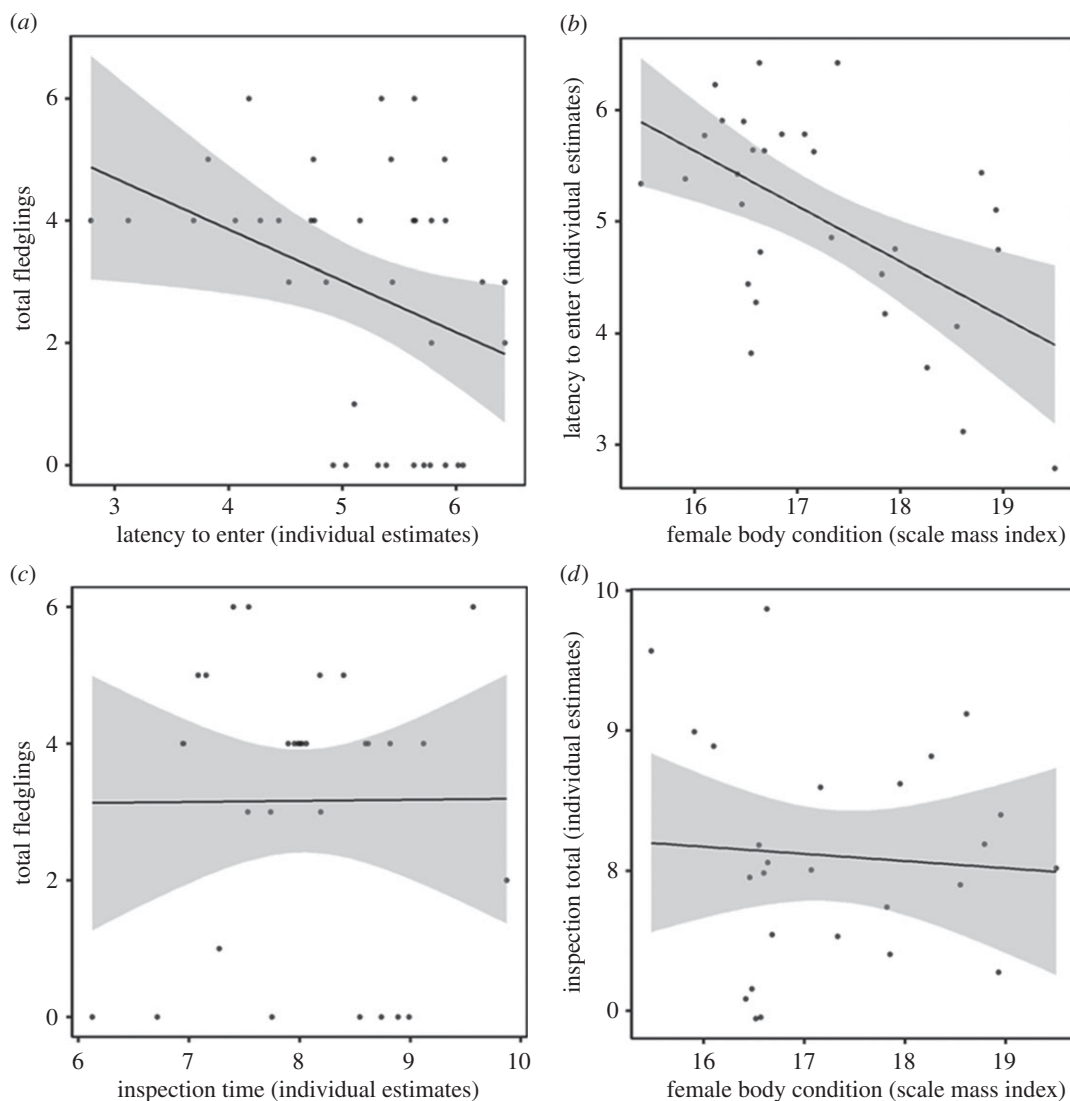 (a)
6
4
2
0
total fledglings
3 4 5 6
latency to enter (individual estimates)
(b)
6
5
4
3
latency to enter (individual estimates)
16 17 18 19
female body condition (scale mass index)
(c)
6
4
2
0
total fledglings
6 7 8 9 10
inspection time (individual estimates)
(d)
10
9
8
0
inspection total (individual estimates)
16 17 18 19
female body condition (scale mass index)